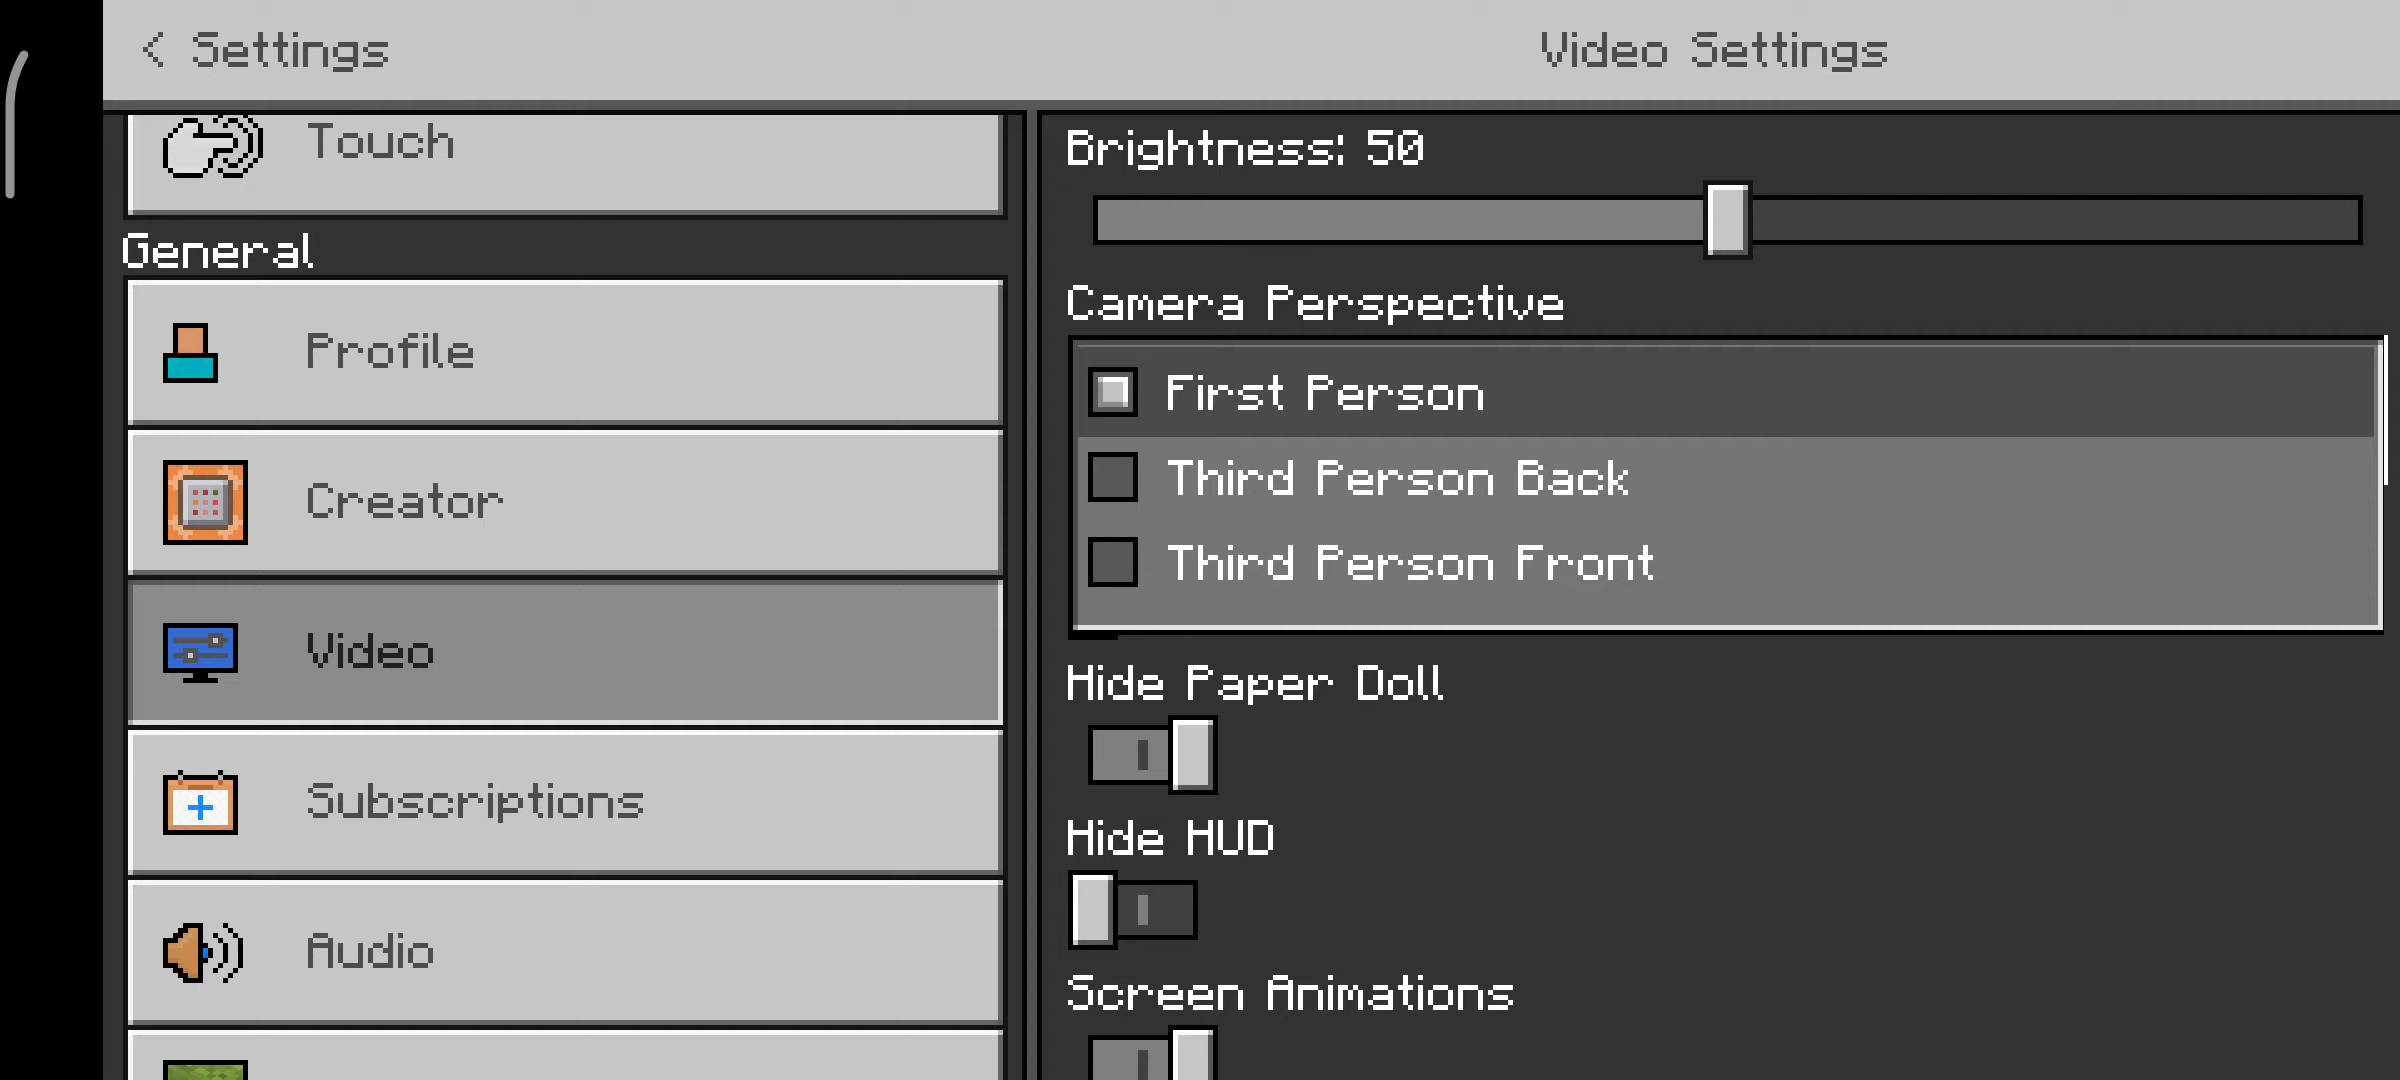 Settings
Video Settings
Touch
General
Profile
Creator
Video
Subscriptions
Audio
Brightness: 50
Camera Perspective
First Person
Third Person Back
Third Person Front
Hide Paper Doll
Hide HUD
Screen Animations